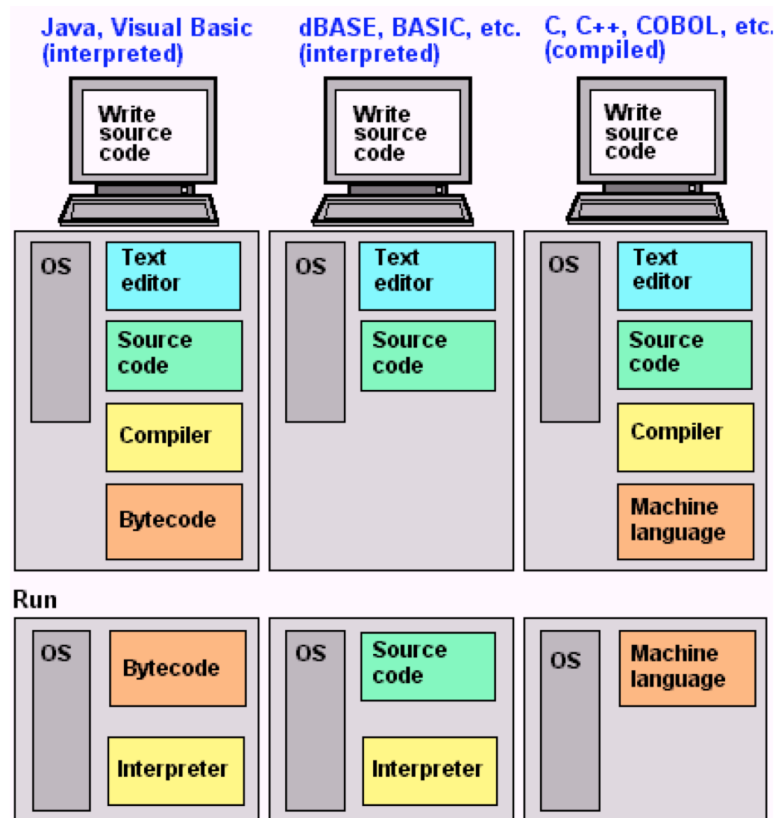 Java, Visual Basic
(interpreted)
dBASE, BASIC, etc.
(interpreted)
C, C++, COBOL, etc.
(compiled)
Write
source
code
Write
source
code
Write
source
code
OS
Text
editor
Source
code
Compiler
Bytecode
OS
Text
editor
Source
code
OS
Text
editor
Source
code
Compiler
Machine
language
Run
OS
Bytecode
Interpreter
OS
Source
code
Interpreter
OS
Machine
language